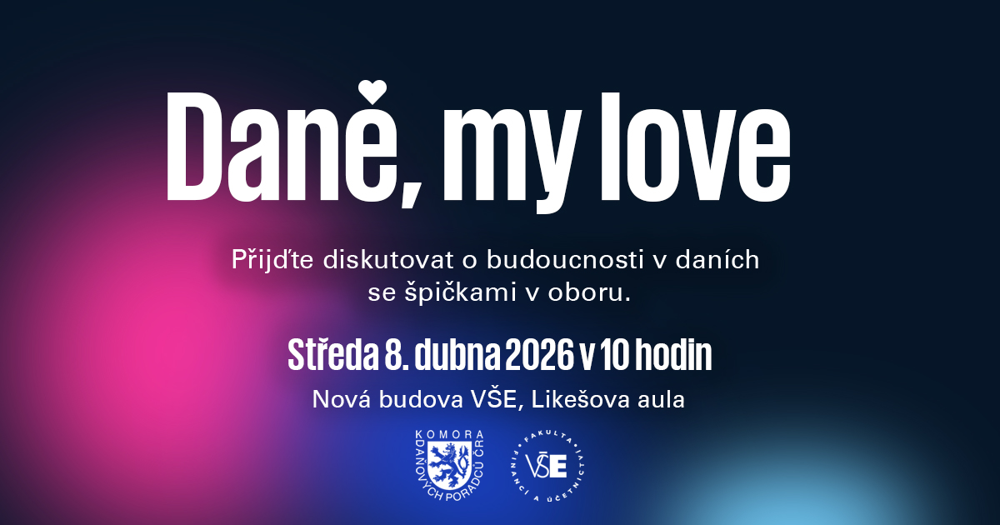 Daně, my love
Přijďte diskutovat o budoucnosti v daních
se špičkami v oboru.
Středa 8. dubna 2026 v 10 hodin
Nová budova VŠE, Likešova aula
KOMORA
DAŇOVÝCH PORADCŮ ČR
FAKULTA
FINANCÍ A ÚČETNICTVÍ
VŠE